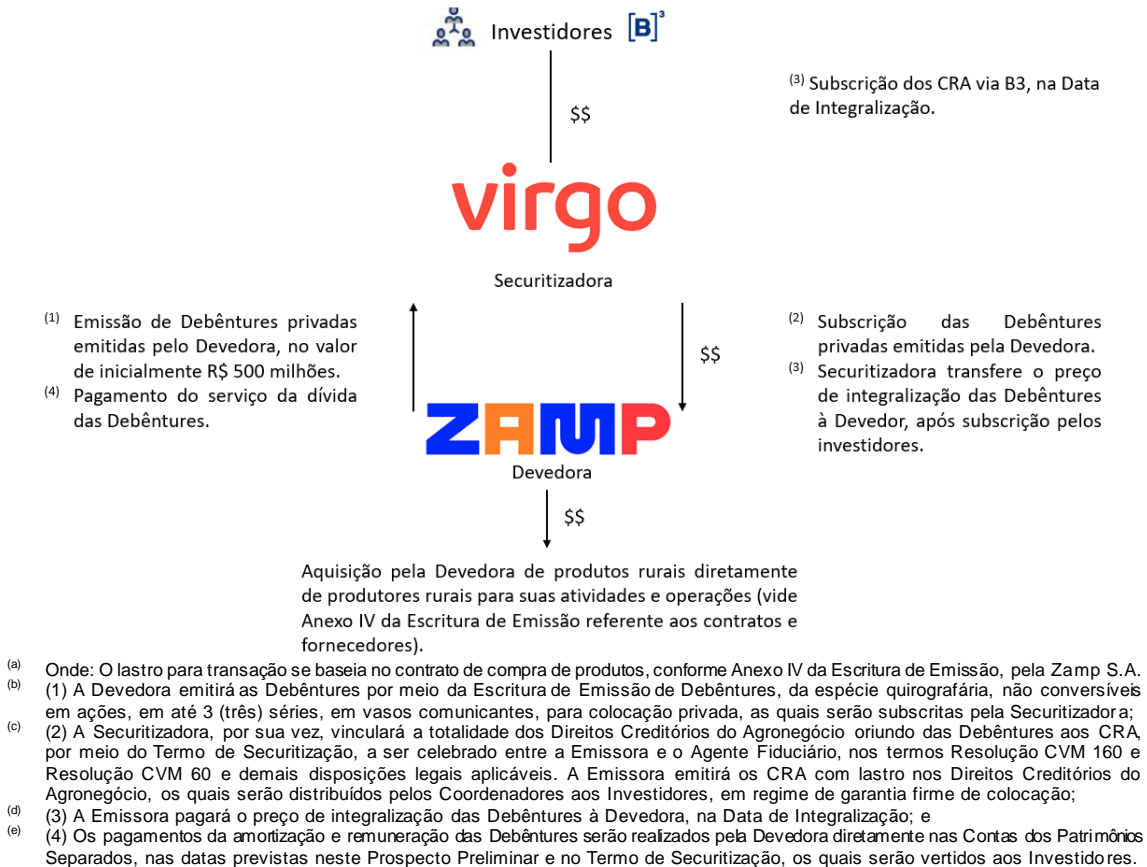 Investidores [B]³
(3) Subscrição dos CRA via B3, na Data
de Integralização.
$$
virgo
Securitizadora
(1) Emissão de Debêntures privadas
emitidas pelo Devedora, no valor
de inicialmente R$ 500 milhões.
(4) Pagamento do serviço da dívida
das Debêntures.
$$
(2) Subscrição das Debêntures
privadas emitidas pela Devedora.
(3) Securitizadora transfere o preço
de integralização das Debêntures
à Devedor, após subscrição pelos
investidores.
ZAMP
Devedora
$$
Aquisição pela Devedora de produtos rurais diretamente
de produtores rurais para suas atividades e operações (vide
Anexo IV da Escritura de Emissão referente aos contratos e
fornecedores).
(a) Onde: O lastro para transação se baseia no contrato de compra de produtos, conforme Anexo IV da Escritura de Emissão, pela Zamp S.A.
(b) (1) A Devedora emitirá as Debêntures por meio da Escritura de Emissão de Debêntures, da espécie quirografária, não conversíveis
em ações, em até 3 (três) séries, em vasos comunicantes, para colocação privada, as quais serão subscritas pela Securitizadora;
(c) (2) A Securitizadora, por sua vez, vinculará a totalidade dos Direitos Creditórios do Agronegócio oriundo das Debêntures aos CRA,
por meio do Termo de Securitização, a ser celebrado entre a Emissora e o Agente Fiduciário, nos termos Resolução CVM 160 e
Resolução CVM 60 e demais disposições legais aplicáveis. A Emissora emitirá os CRA com lastro nos Direitos Creditórios do
Agronegócio, os quais serão distribuídos pelos Coordenadores aos Investidores, em regime de garantia firme de colocação;
(d) (3) A Emissora pagará o preço de integralização das Debêntures à Devedora, na Data de Integralização; e
(e) (4) Os pagamentos da amortização e remuneração das Debêntures serão realizados pela Devedora diretamente nas Contas dos Patrimônios
Separados, nas datas previstas neste Prospecto Preliminar e no Termo de Securitização, os quais serão vertidos aos Investidores.